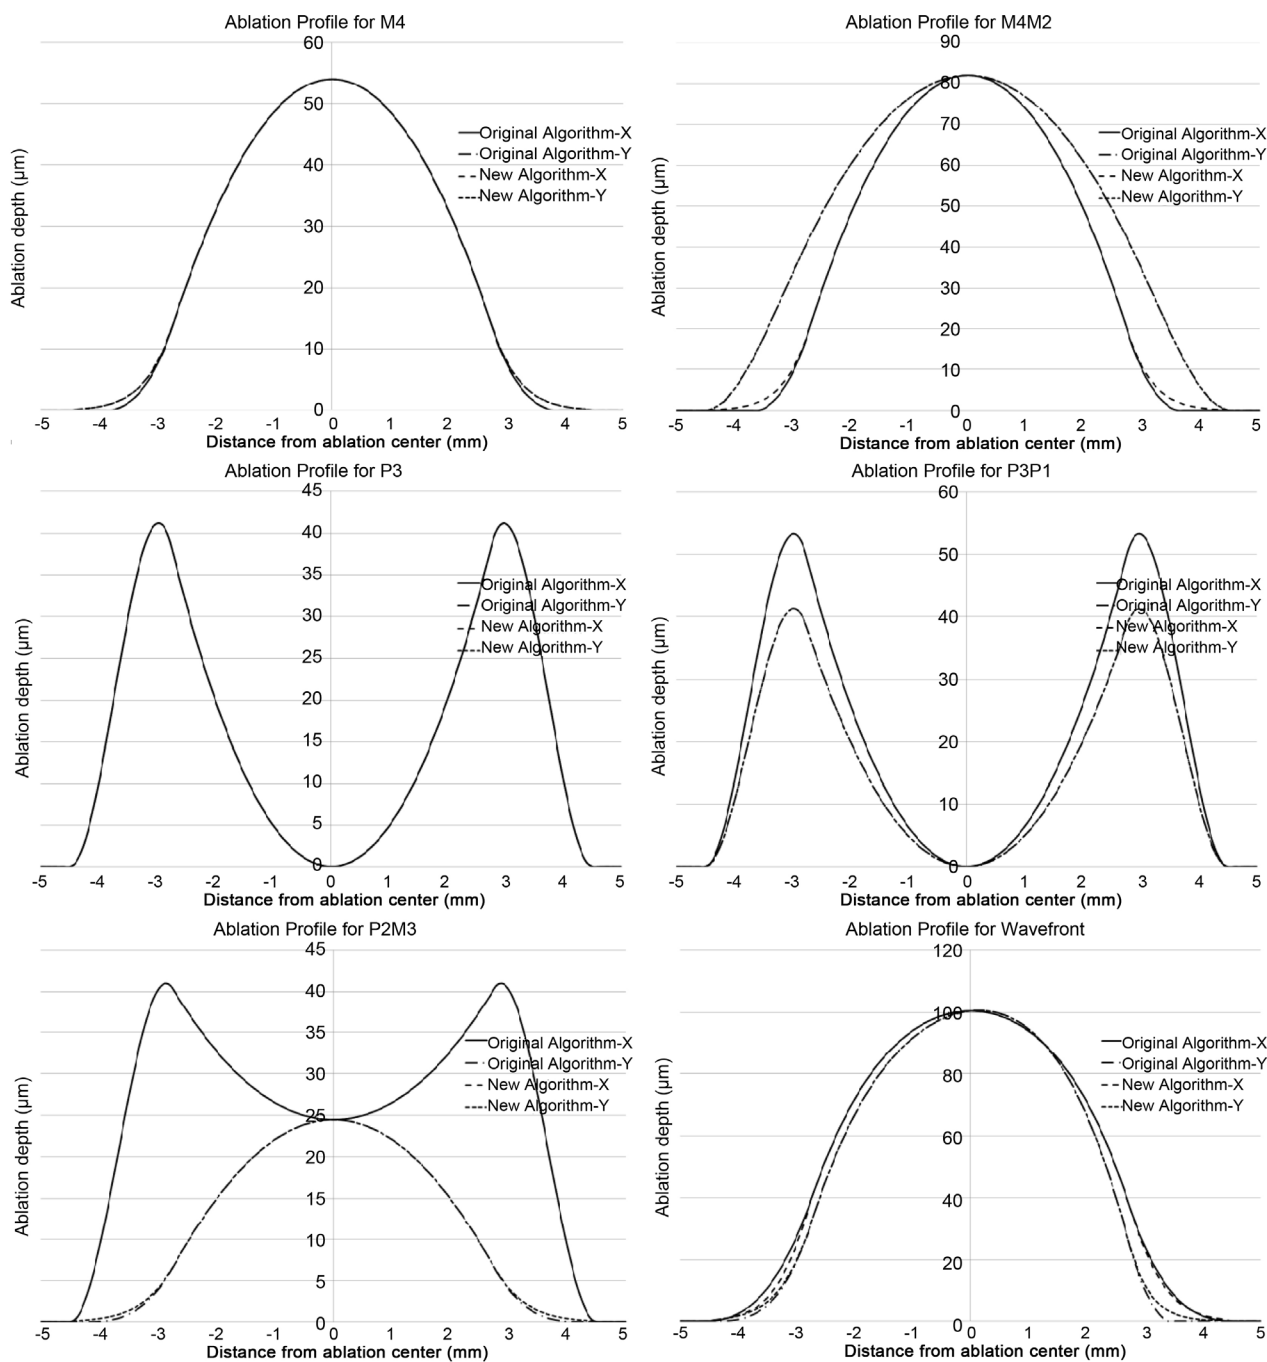 Ablation Profile for M4
60
50
40
30
20
10
0
-5 -4 -3 -2 -1 0 1 2 3 4 5
Ablation depth (µm)
Distance from ablation center (mm)
Original Algorithm-X
Original Algorithm-Y
New Algorithm-X
New Algorithm-Y
Ablation Profile for M4M2
90
80
70
60
50
40
30
20
10
0
-5 -4 -3 -2 -1 0 1 2 3 4 5
Ablation depth (µm)
Distance from ablation center (mm)
Original Algorithm-X
Original Algorithm-Y
New Algorithm-X
New Algorithm-Y
Ablation Profile for P3
45
40
35
30
25
20
15
10
5
0
-5 -4 -3 -2 -1 0 1 2 3 4 5
Ablation depth (µm)
Distance from ablation center (mm)
Original Algorithm-X
Original Algorithm-Y
New Algorithm-X
New Algorithm-Y
Ablation Profile for P3P1
60
50
40
30
20
10
0
-5 -4 -3 -2 -1 0 1 2 3 4 5
Ablation depth (µm)
Distance from ablation center (mm)
Original Algorithm-X
Original Algorithm-Y
New Algorithm-X
New Algorithm-Y
Ablation Profile for P2M3
45
40
35
30
25
20
15
10
5
0
-5 -4 -3 -2 -1 0 1 2 3 4 5
Ablation depth (µm)
Distance from ablation center (mm)
Original Algorithm-X
Original Algorithm-Y
New Algorithm-X
New Algorithm-Y
Ablation Profile for Wavefront
120
100
80
60
40
20
0
-5 -4 -3 -2 -1 0 1 2 3 4 5
Ablation depth (µm)
Distance from ablation center (mm)
Original Algorithm-X
Original Algorithm-Y
New Algorithm-X
New Algorithm-Y